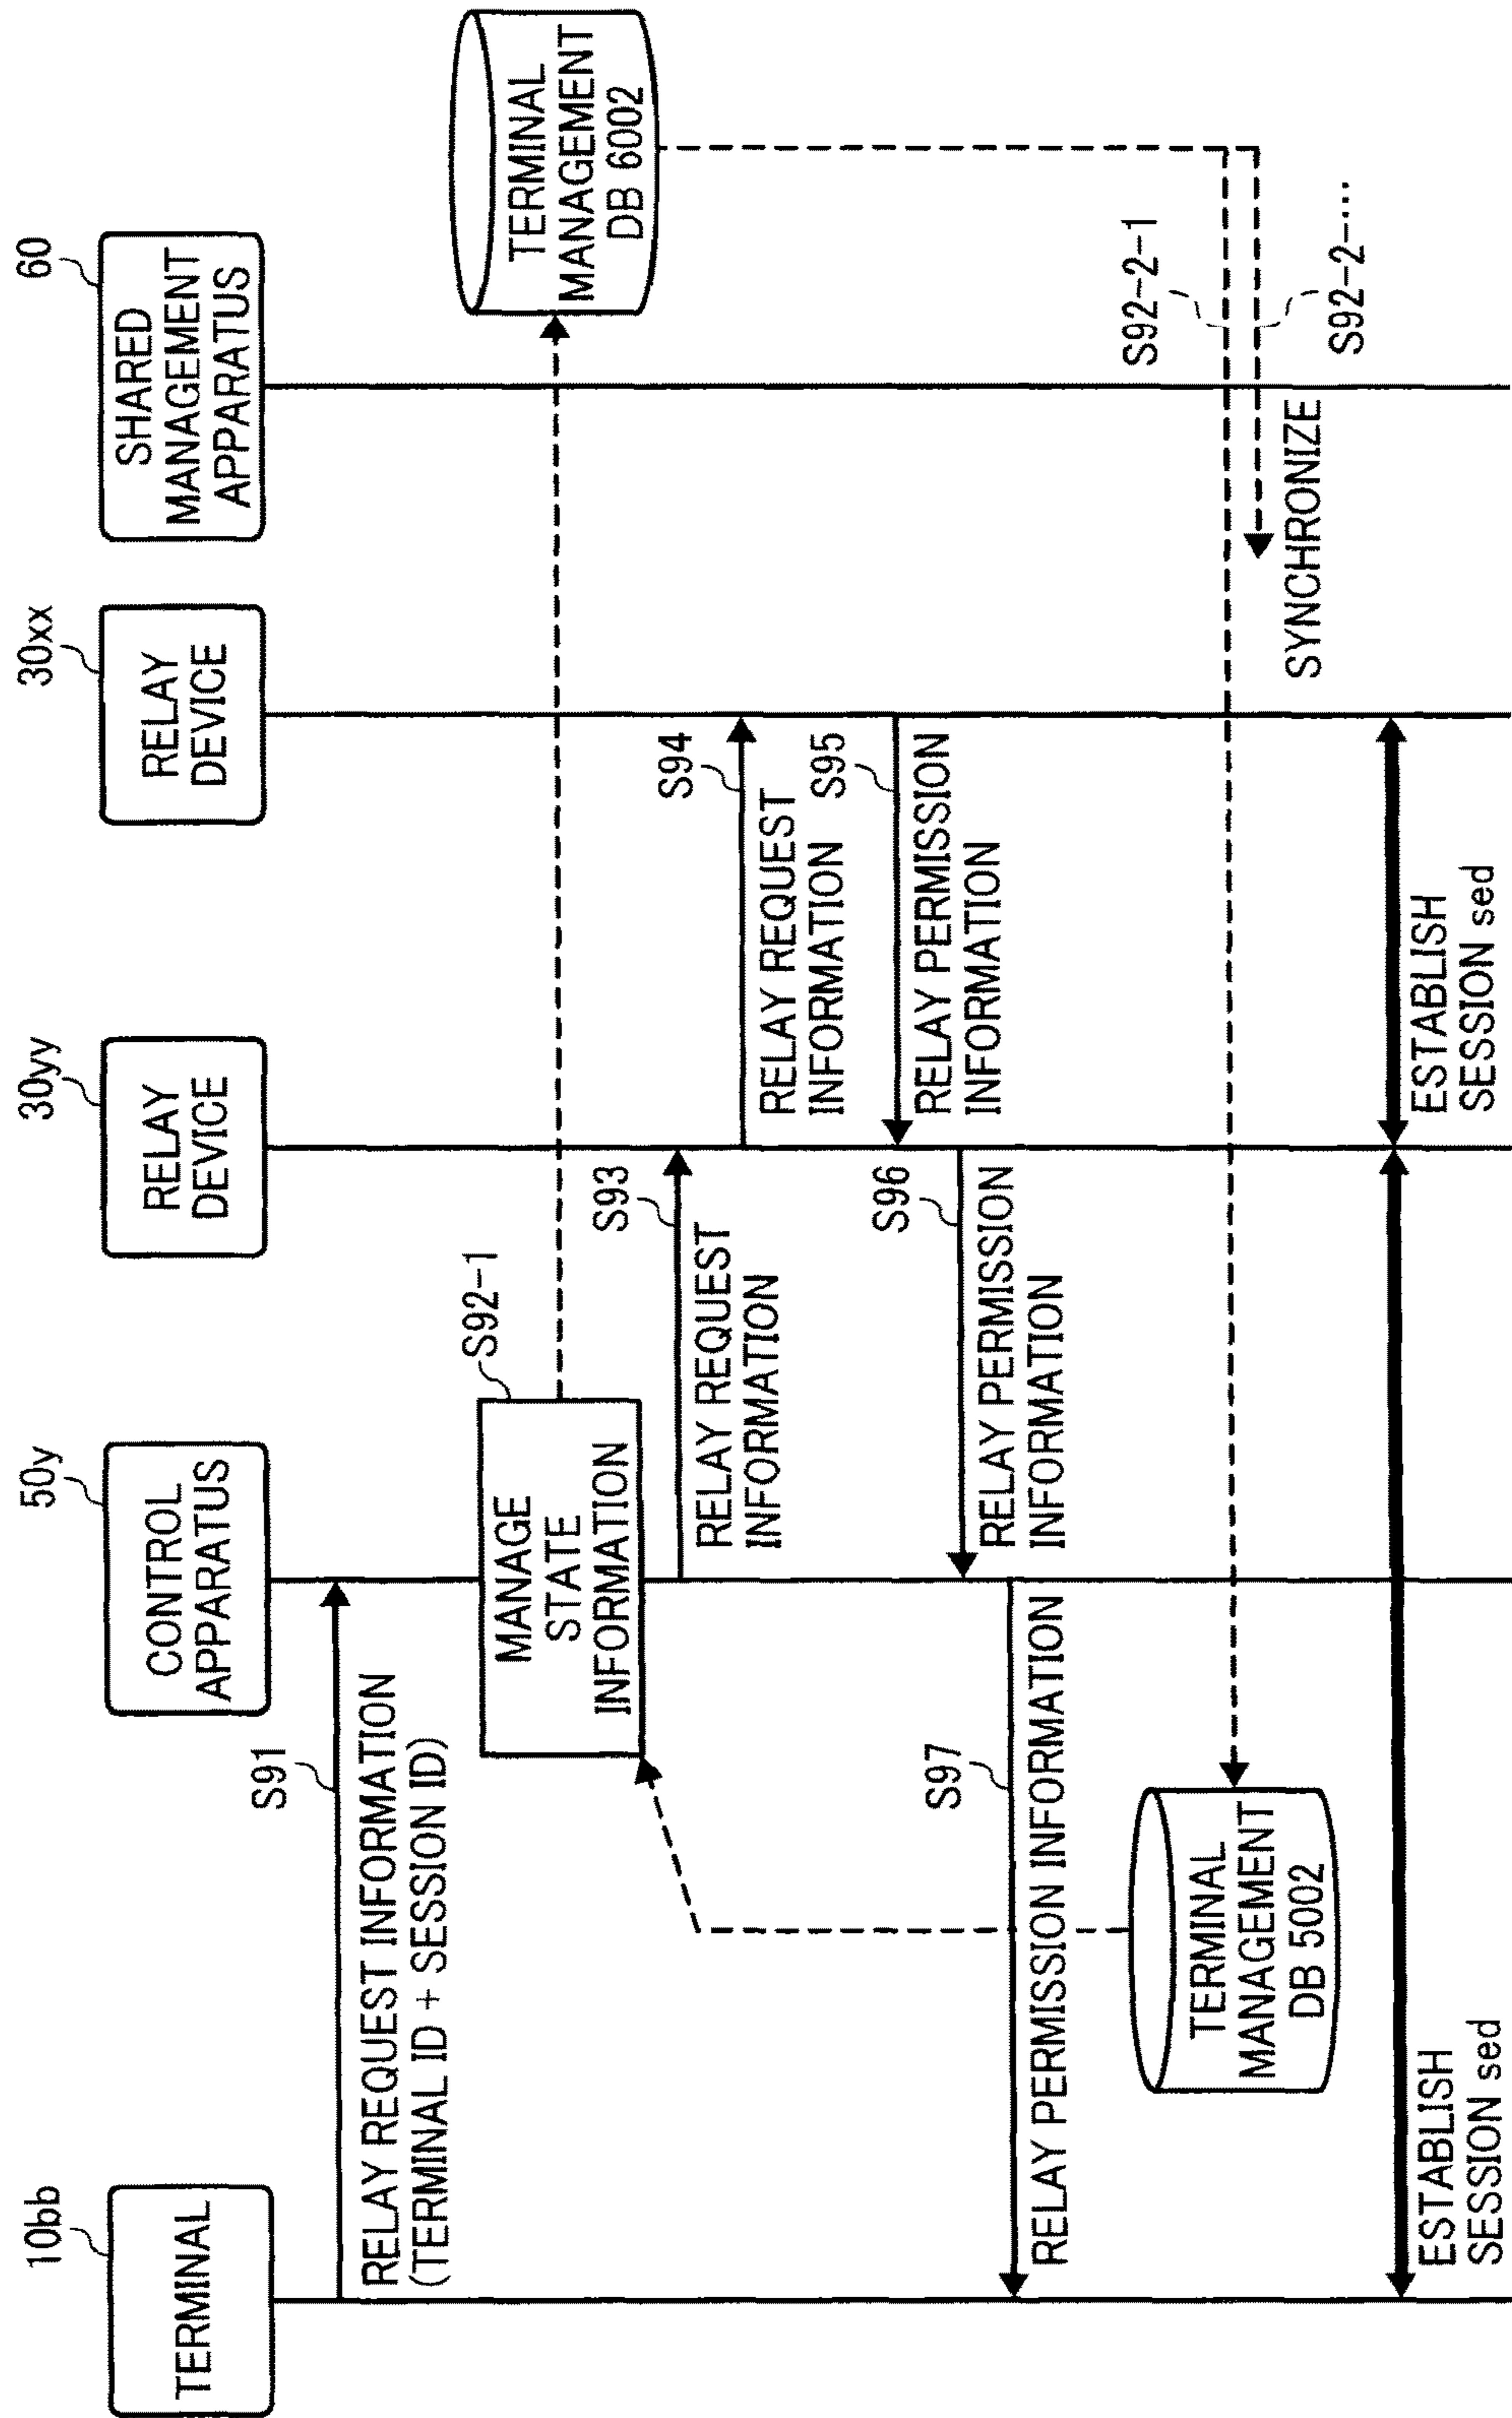 10bb
TERMINAL
50y
CONTROL
APPARATUS
30yy
RELAY
DEVICE
30xx
RELAY
DEVICE
60
SHARED
MANAGEMENT
APPARATUS
S91
RELAY REQUEST INFORMATION
(TERMINAL ID + SESSION ID)
S92-1
MANAGE
STATE
INFORMATION
TERMINAL
MANAGEMENT
DB 6002
S93
RELAY REQUEST
INFORMATION
S94
RELAY REQUEST
INFORMATION
S95
RELAY PERMISSION
INFORMATION
S96
RELAY PERMISSION
INFORMATION
S97
RELAY PERMISSION INFORMATION
S92-2-1
S92-2-...
SYNCHRONIZE
TERMINAL
MANAGEMENT
DB 5002
ESTABLISH
SESSION sed
ESTABLISH
SESSION sed